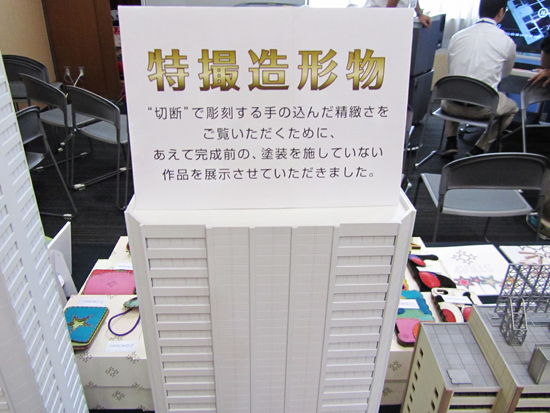 特撮造形物
“切断”で彫刻する手の込んだ精緻さを
ご覧いただくために、
あえて完成前の、塗装を施していない
作品を展示させていただきました。